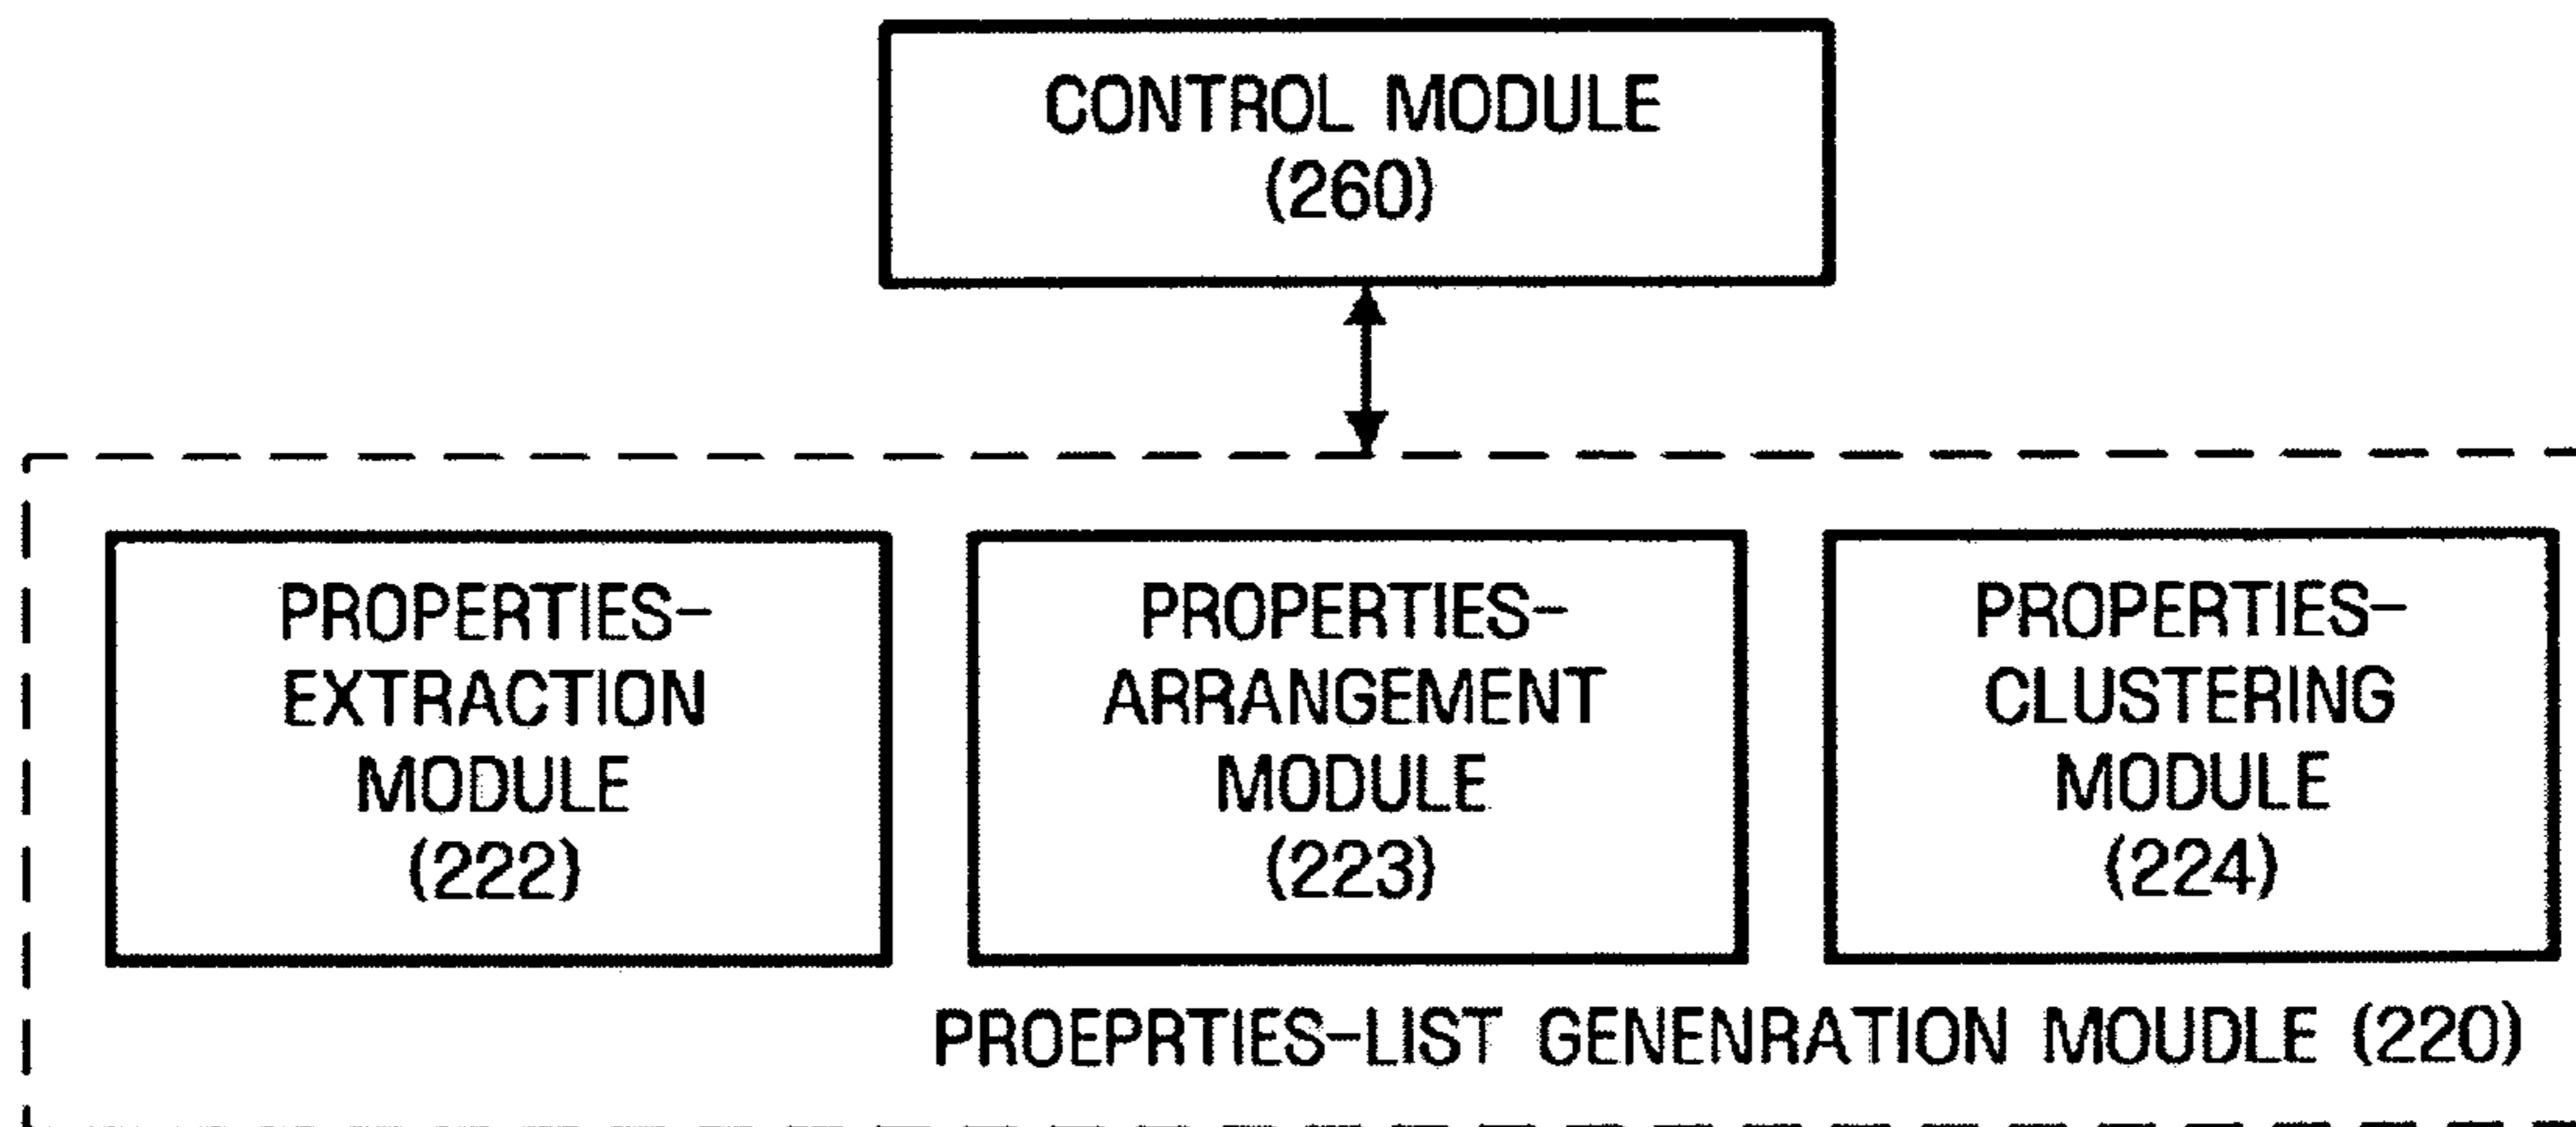 CONTROL MODULE
(260)
PROPERTIES-
EXTRACTION
MODULE
(222)
PROPERTIES-
ARRANGEMENT
MODULE
(223)
PROPERTIES-
CLUSTERING
MODULE
(224)
PROEPRTIES-LIST GENENRATION MOUDLE (220)